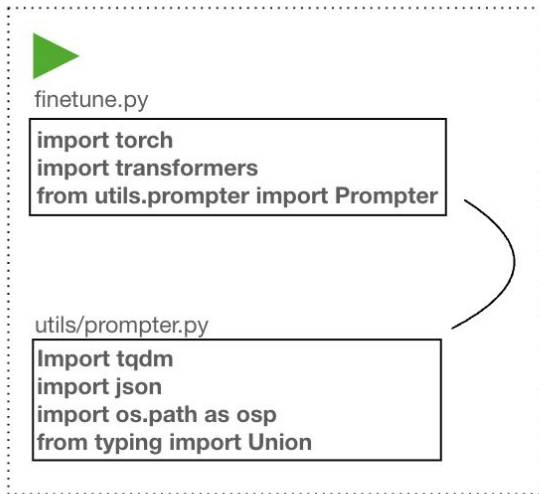 finetune.py
import torch
import transformers
from utils.prompter import Prompter
utils/prompter.py
Import tqdm
import json
import os.path as osp
from typing import Union